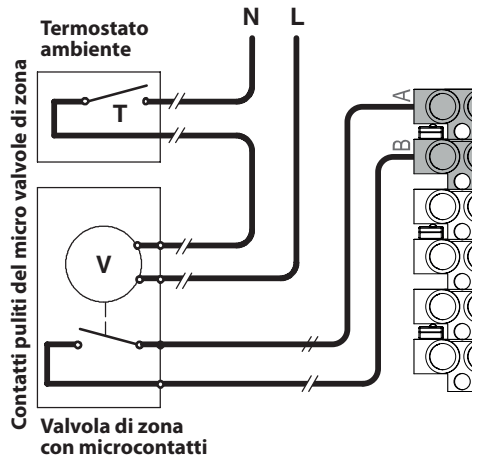 Termostato
ambiente
N L
T
A
B
Contatti puliti del micro valvole di zona
V
Valvola di zona
con microcontatti